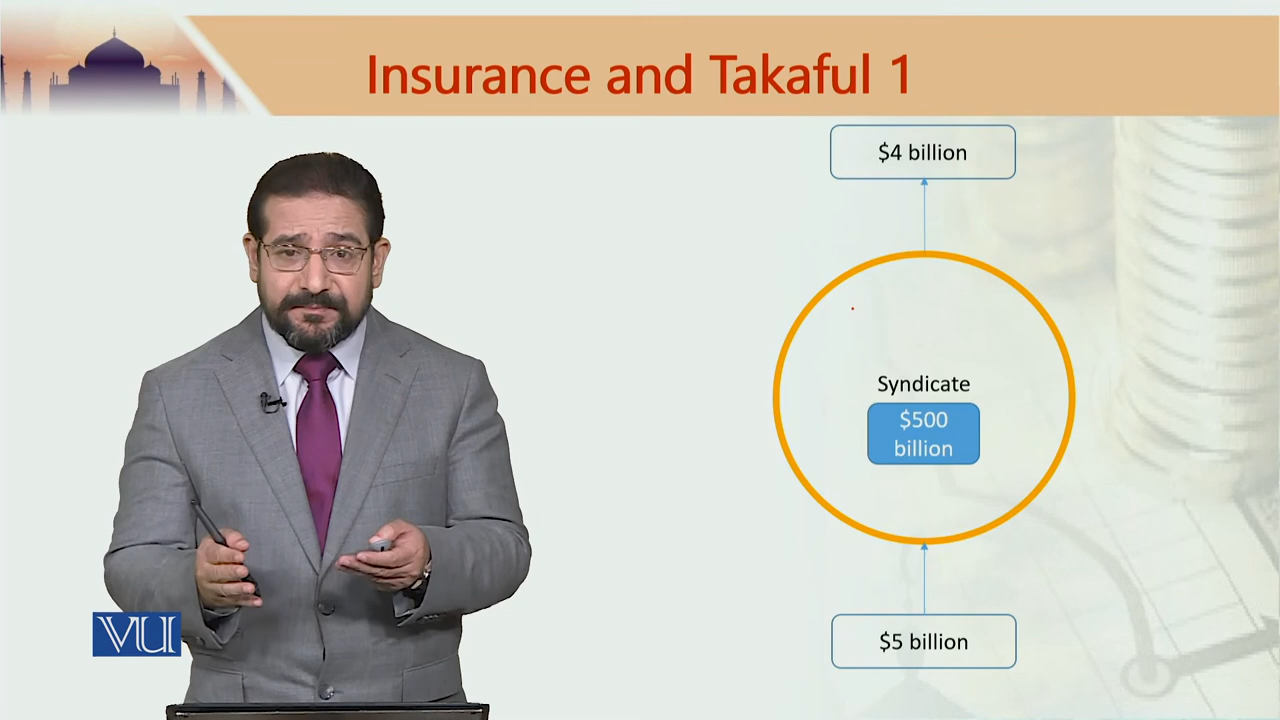 Insurance and Takaful 1
$4 billion
Syndicate
$500
billion
$5 billion
VU